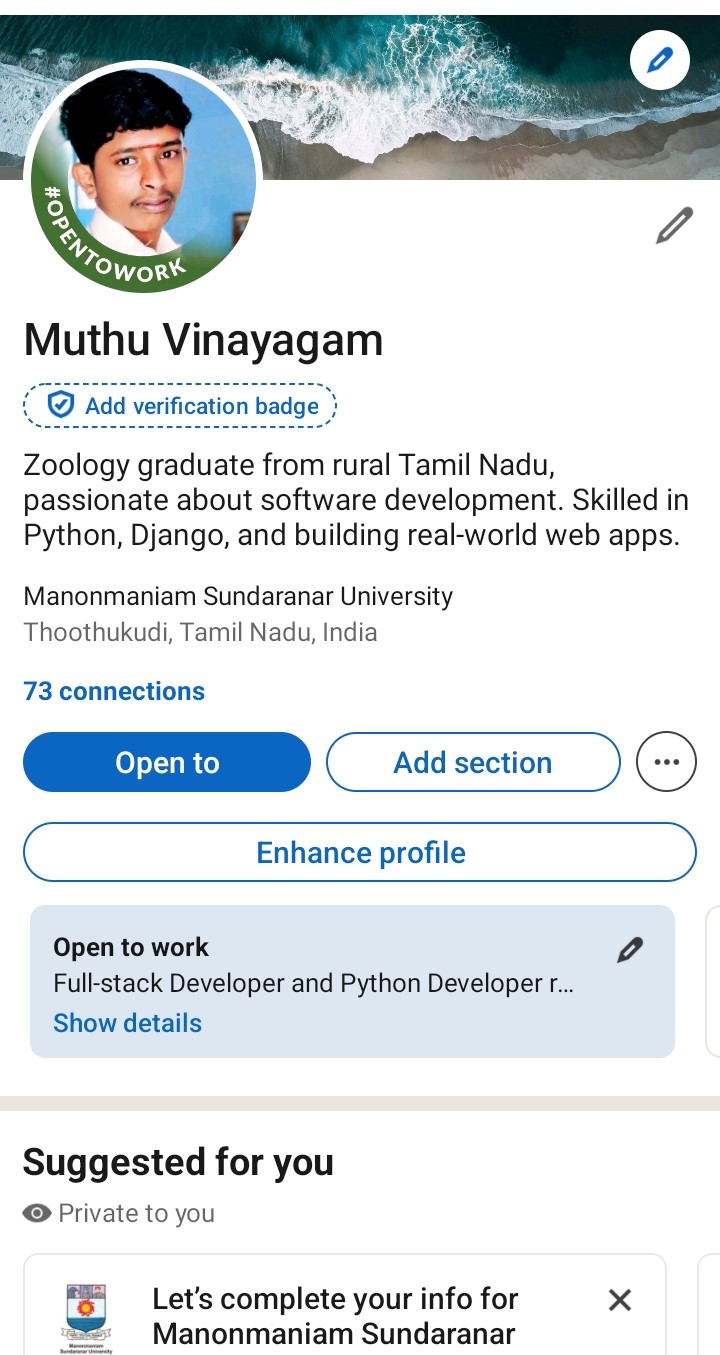 #OPENTOWORK
Muthu Vinayagam
Add verification badge
Zoology graduate from rural Tamil Nadu,
passionate about software development. Skilled in
Python, Django, and building real-world web apps.
Manonmaniam Sundaranar University
Thoothukudi, Tamil Nadu, India
73 connections
Open to
Add section
Enhance profile
Open to work
Full-stack Developer and Python Developer r...
Show details
Suggested for you
Private to you
Let's complete your info for
Manonmaniam Sundaranar
Manonmaniam
Sundaranar University